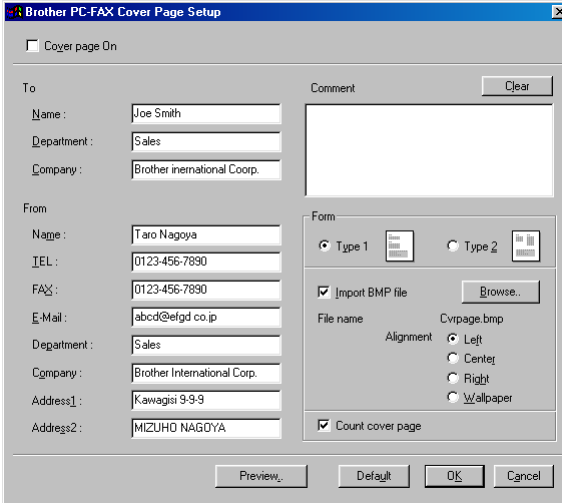 Brother PC-FAX Cover Page Setup
Cover page On
To
Name : Joe Smith
Department : Sales
Company : Brother inernational Coorp.
From
Name : Taro Nagoya
TEL : 0123-456-7890
FAX : 0123-456-7890
E-Mail : abcd@efgd co.jp
Department : Sales
Company : Brother International Corp.
Address1 : Kawagisi 9-9-9
Address2 : MIZUHO NAGOYA
Comment Clear
Form
Type 1 Type 2
Import BMP file Browse..
File name Cvrpage.bmp
Alignment Left
Center
Right
Wallpaper
Count cover page
Preview.. Default OK Cancel